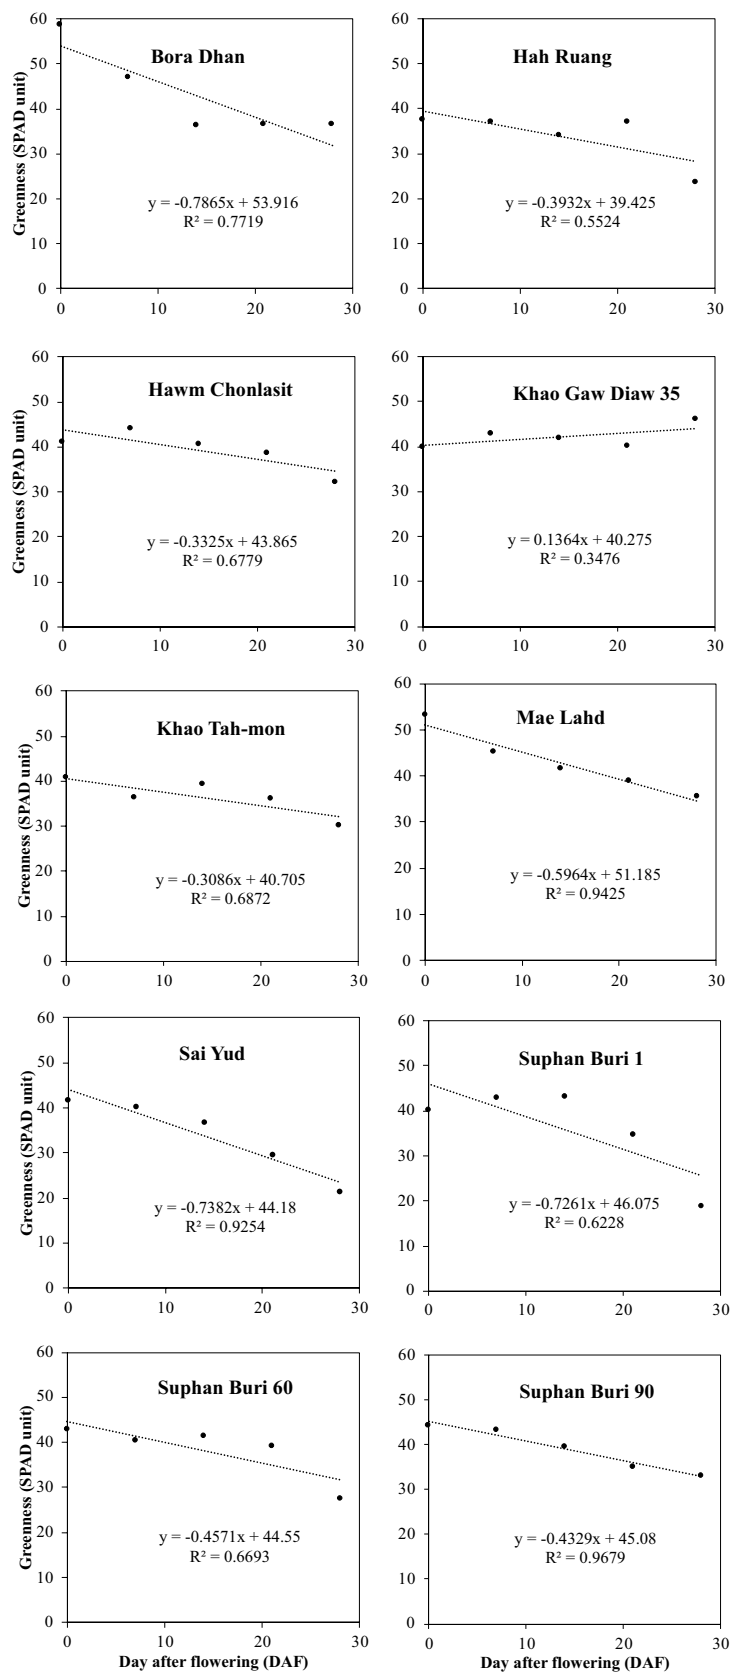 60
50
40
30
20
10
0
Greenness (SPAD unit)
Bora Dhan
y = -0.7865x + 53.916
R² = 0.7719
0 10 20 30
60
50
40
30
20
10
0
Hah Ruang
y = -0.3932x + 39.425
R² = 0.5524
0 10 20 30
60
50
40
30
20
10
0
Greenness (SPAD unit)
Hawm Chonlasit
y = -0.3325x + 43.865
R² = 0.6779
0 10 20 30
60
50
40
30
20
10
0
Khao Gaw Diaw 35
y = 0.1364x + 40.275
R² = 0.3476
0 10 20 30
60
50
40
30
20
10
0
Greenness (SPAD unit)
Khao Tah-mon
y = -0.3086x + 40.705
R² = 0.6872
0 10 20 30
60
50
40
30
20
10
0
Mae Lahd
y = -0.5964x + 51.185
R² = 0.9425
0 10 20 30
60
50
40
30
20
10
0
Greenness (SPAD unit)
Sai Yud
y = -0.7382x + 44.18
R² = 0.9254
0 10 20 30
60
50
40
30
20
10
0
Suphan Buri 1
y = -0.7261x + 46.075
R² = 0.6228
0 10 20 30
60
50
40
30
20
10
0
Greenness (SPAD unit)
Suphan Buri 60
y = -0.4571x + 44.55
R² = 0.6693
0 10 20 30
Day after flowering (DAF)
60
50
40
30
20
10
0
Suphan Buri 90
y = -0.4329x + 45.08
R² = 0.9679
0 10 20 30
Day after flowering (DAF)